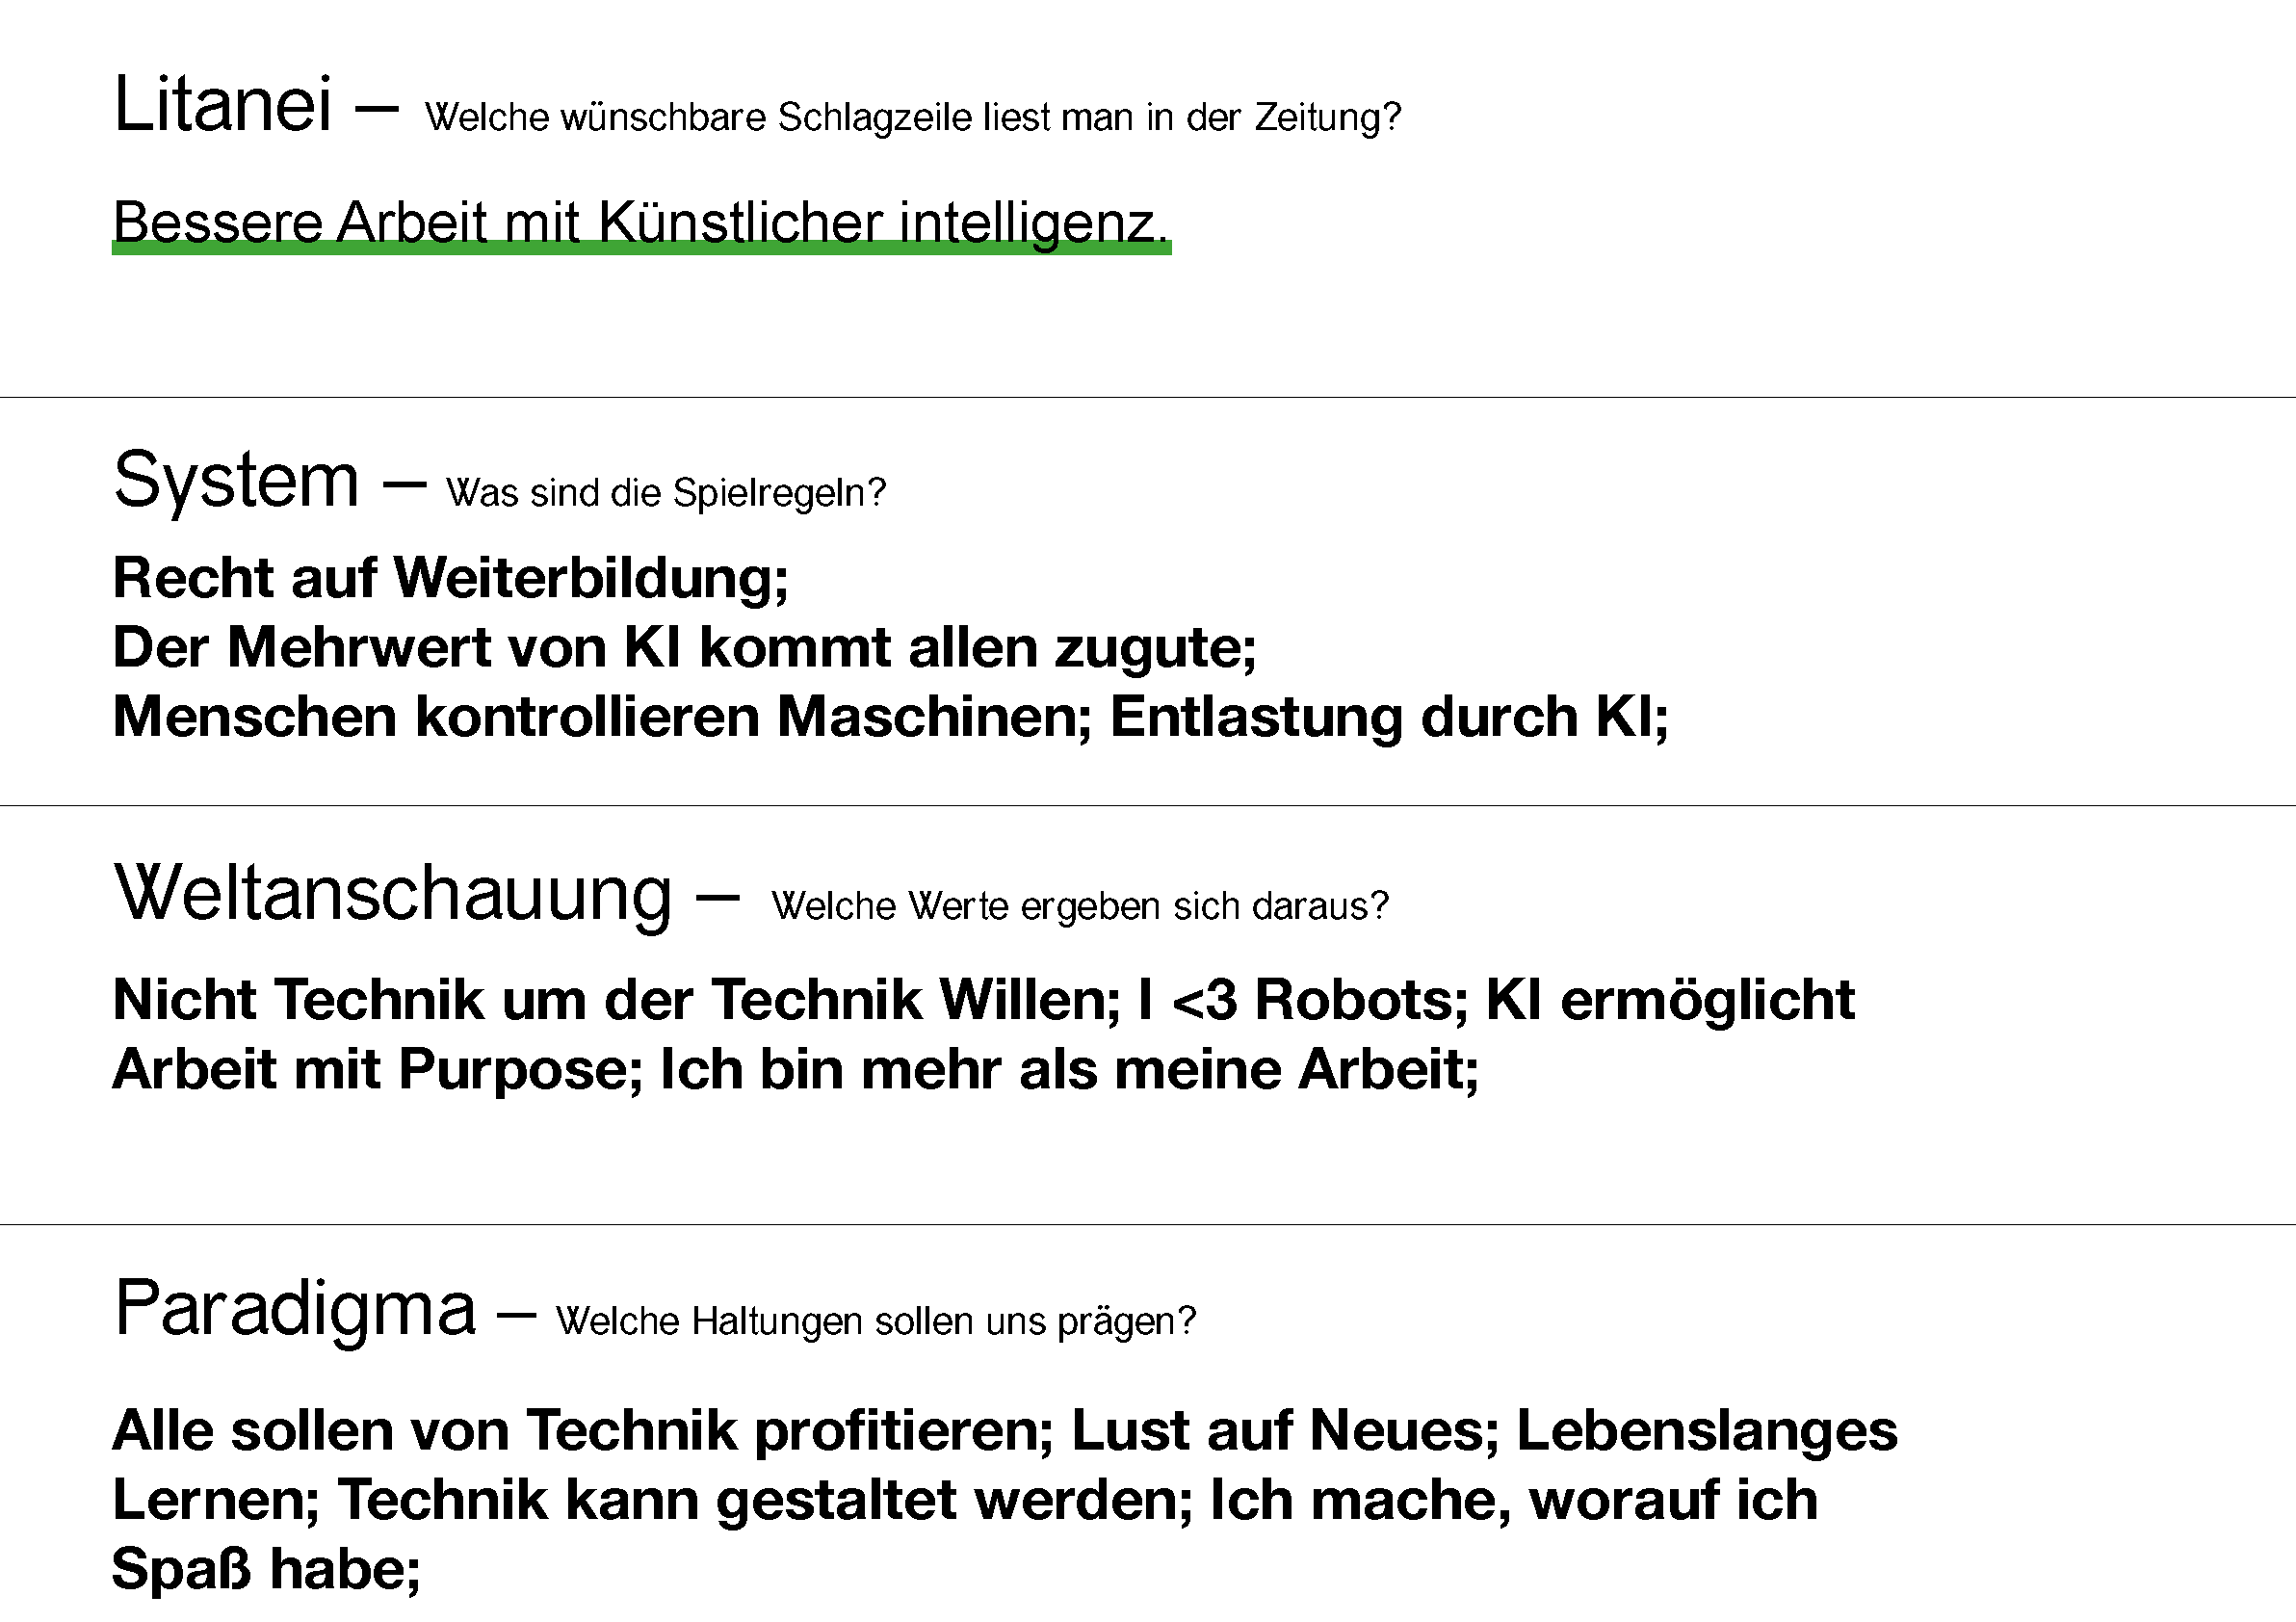 Litanei – Welche wünschbare Schlagzeile liest man in der Zeitung?
Bessere Arbeit mit Künstlicher intelligenz.
System – Was sind die Spielregeln?
Recht auf Weiterbildung;
Der Mehrwert von KI kommt allen zugute;
Menschen kontrollieren Maschinen; Entlastung durch KI;
Weltanschauung – Welche Werte ergeben sich daraus?
Nicht Technik um der Technik Willen; I <3 Robots; KI ermöglicht
Arbeit mit Purpose; Ich bin mehr als meine Arbeit;
Paradigma – Welche Haltungen sollen uns prägen?
Alle sollen von Technik profitieren; Lust auf Neues; Lebenslanges
Lernen; Technik kann gestaltet werden; Ich mache, worauf ich
Spaß habe;